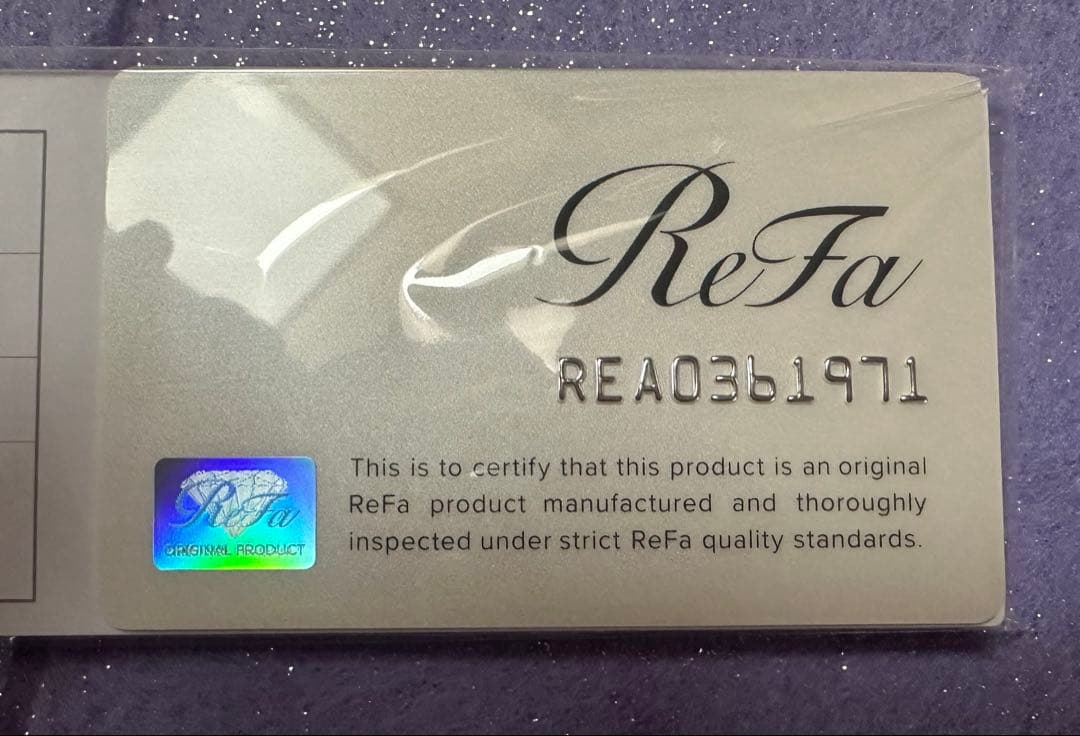 ReFa
REA0361971
This is to certify that this product is an original
ReFa product manufactured and thoroughly
inspected under strict ReFa quality standards.
ReFa
ORIGINAL PRODUCT